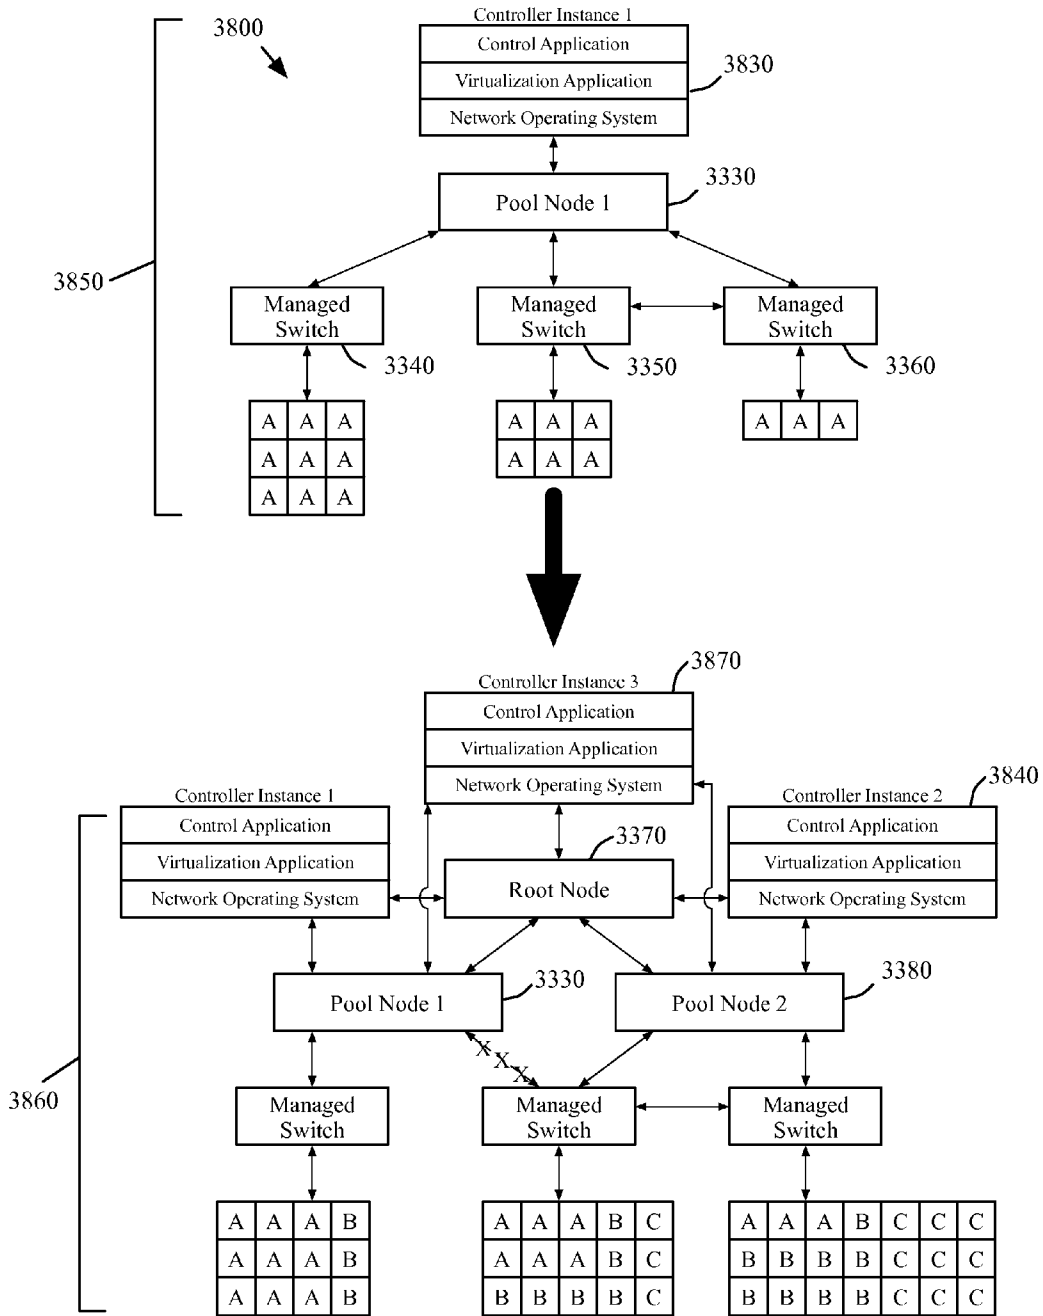 Controller Instance 1
3800
Control Application
3830
Virtualization Application
Network Operating System
3330
Pool Node 1
3850
Managed Switch
Managed Switch
Managed Switch
3340
3350
3360
A A A
A A A
A A A
A A A
A A A
A A A
3870
Controller Instance 3
Control Application
Virtualization Application
Network Operating System
3840
Controller Instance 1
Control Application
Virtualization Application
Network Operating System
3370
Root Node
Controller Instance 2
Control Application
Virtualization Application
Network Operating System
3330
Pool Node 1
3380
Pool Node 2
X
X
X
3860
Managed Switch
Managed Switch
Managed Switch
A A A B
A A A B
A A A B
A A A B C
A A A B C
B B B B C
A A A B C C C
B B B B C C C
B B B B C C C